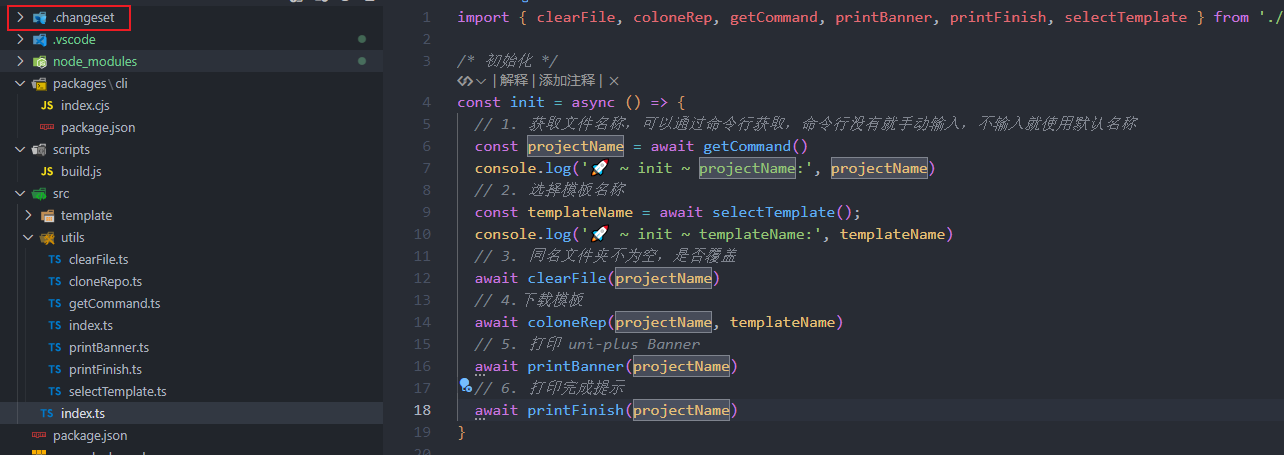 .changeset
.vscode
node_modules
packages\cli
JS index.cjs
package.json
scripts
JS build.js
src
template
utils
TS clearFile.ts
TS cloneRepo.ts
TS getCommand.ts
TS index.ts
TS printBanner.ts
TS printFinish.ts
TS selectTemplate.ts
TS index.ts
package.json
1 import { clearFile, coloneRep, getCommand, printBanner, printFinish, selectTemplate } from './
2
3 /* 初始化 */
| 解释 | 添加注释 | ×
4 const init = async () => {
5 // 1. 获取文件名称，可以通过命令行获取，命令行没有就手动输入，不输入就使用默认名称
6 const projectName = await getCommand()
7 console.log('🚀 ~ init ~ projectName:', projectName)
8 // 2. 选择模板名称
9 const templateName = await selectTemplate();
10 console.log('🚀 ~ init ~ templateName:', templateName)
11 // 3. 同名文件夹不为空，是否覆盖
12 await clearFile(projectName)
13 // 4.下载模板
14 await coloneRep(projectName, templateName)
15 // 5. 打印 uni-plus Banner
16 await printBanner(projectName)
17 // 6. 打印完成提示
18 await printFinish(projectName)
19 }